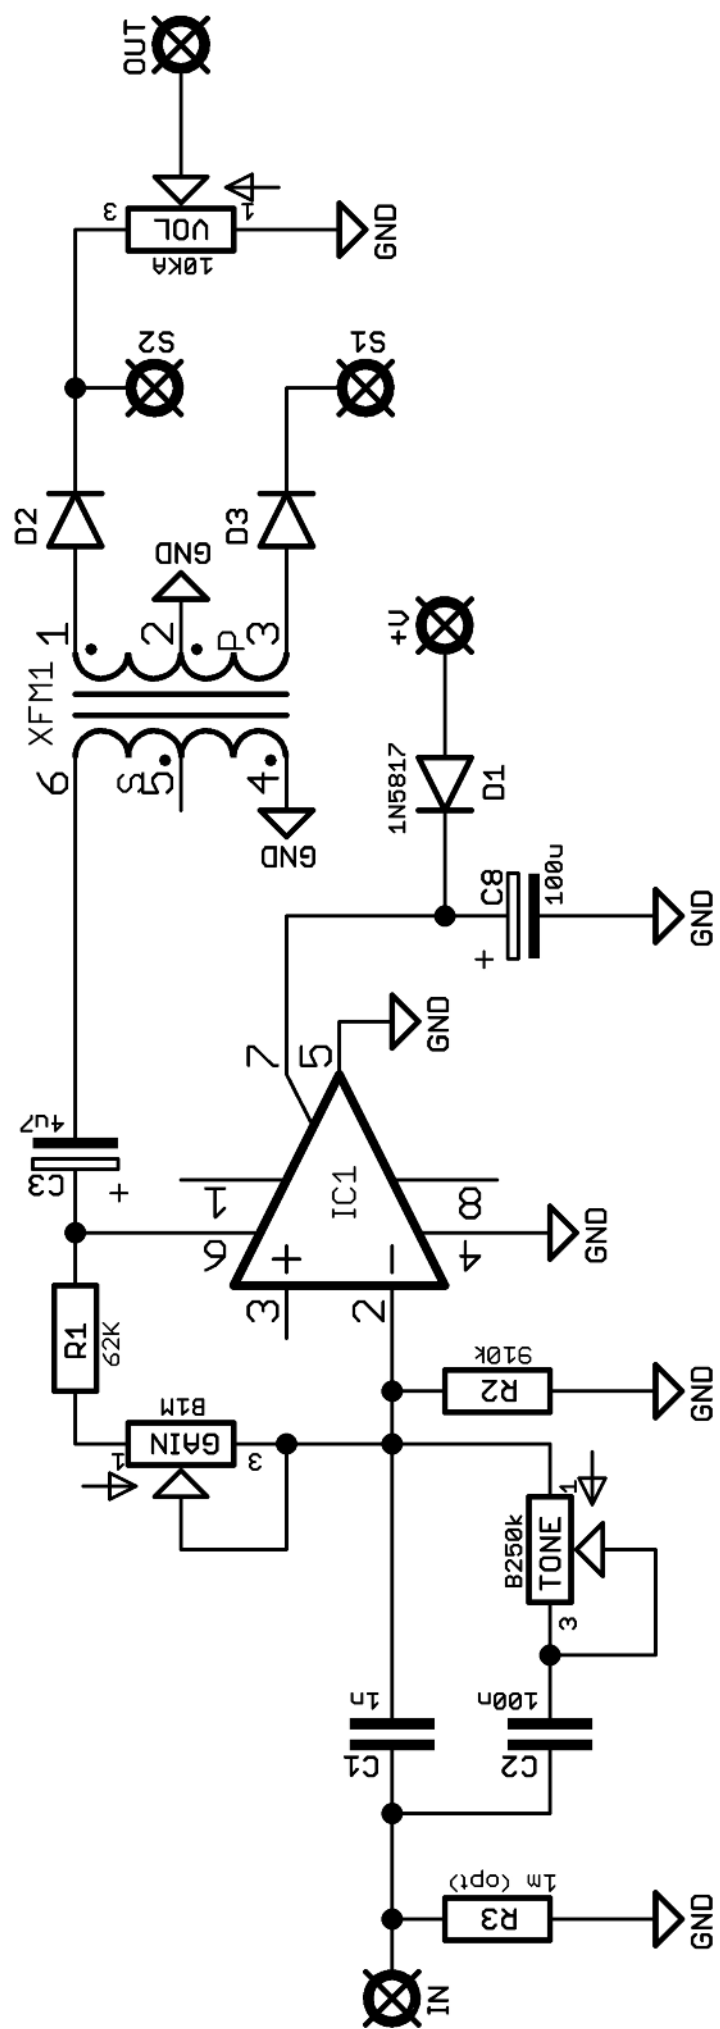 OUT
3
VOL
1
10KA
GND
S2
S1
D2
D3
GND
1
2
P
3
XFM1
+V
6
S
5
4
GND
1N5817
D1
C8
100u
+
GND
7
5
GND
4u7
C3
+
1
IC1
8
6
+
-
4
GND
3
2
R1
62K
910k
R2
GND
B1M
GAIN
1
3
1
B250k
TONE
3
1n
C1
100n
C2
1m (opt)
R3
GND
IN